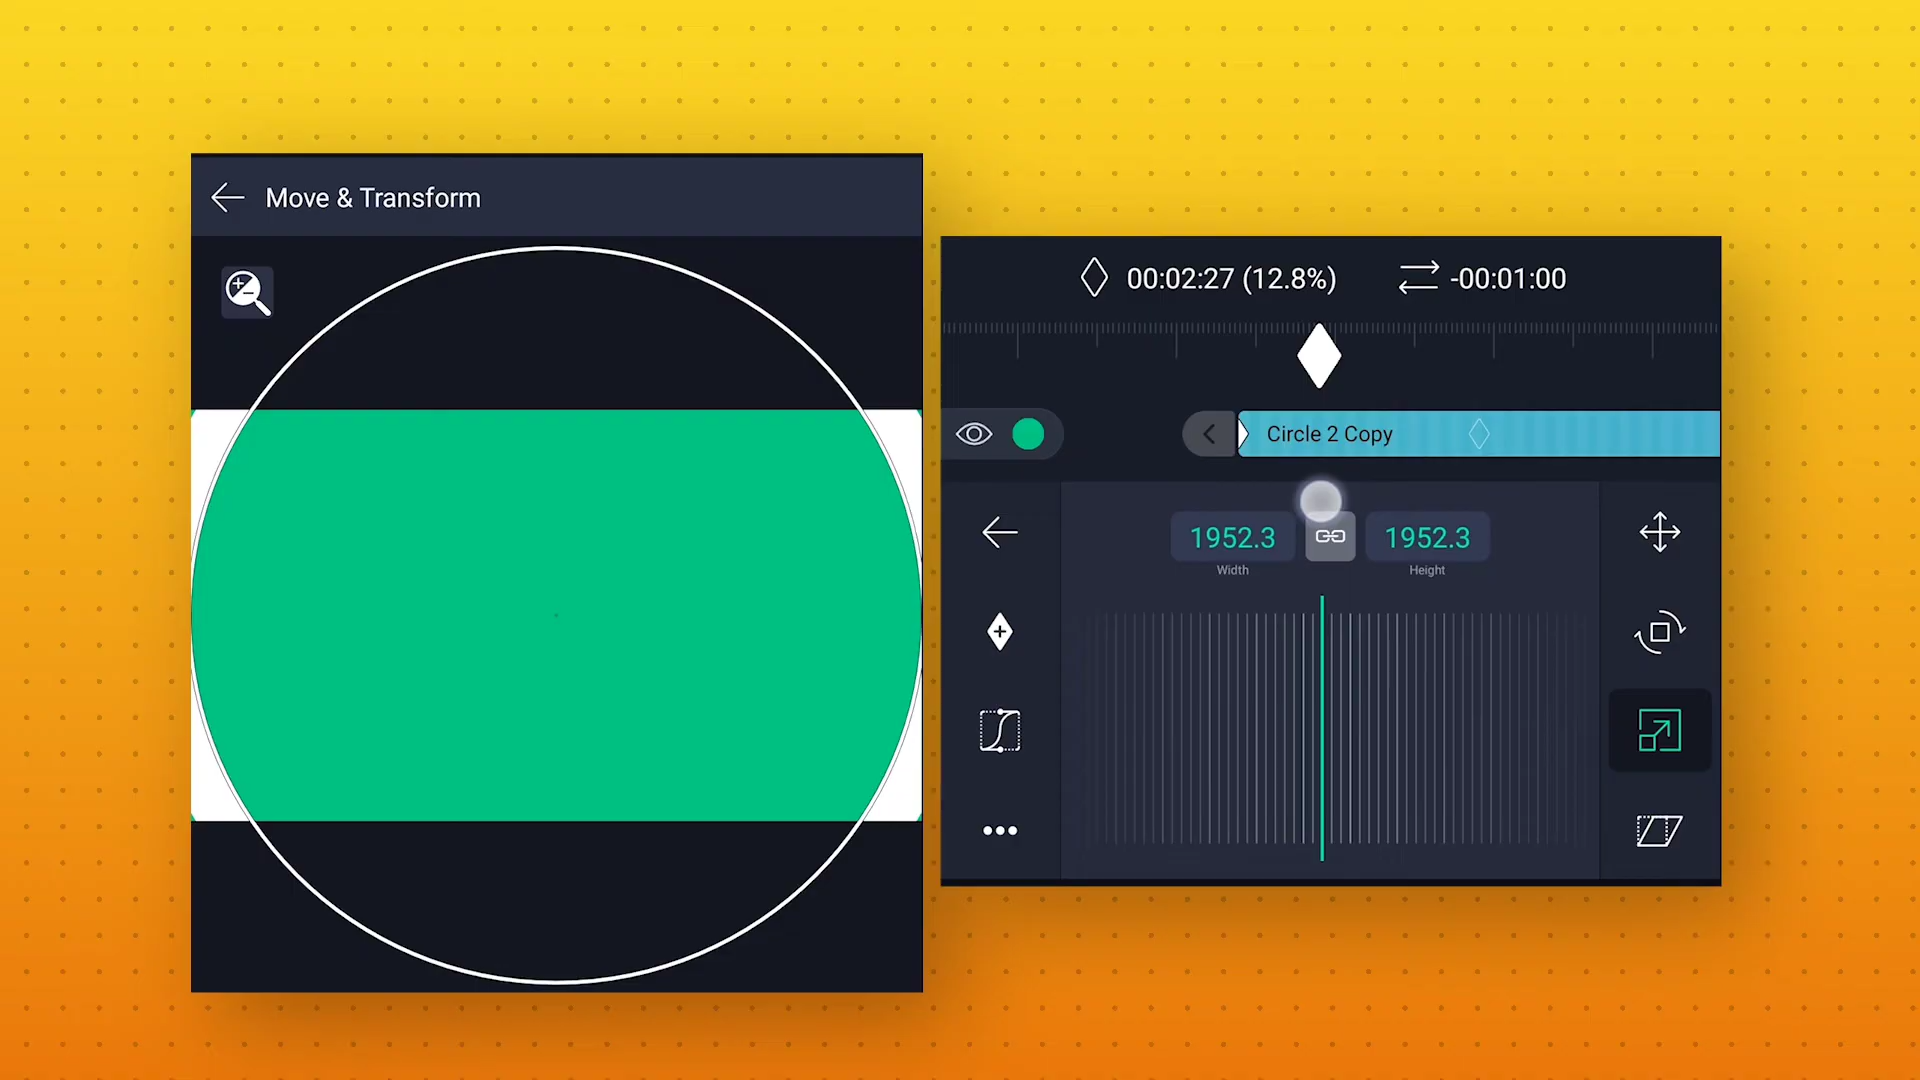 Move & Transform
00:02:27 (12.8%)
-00:01:00
Circle 2 Copy
1952.3
1952.3
Width
Height